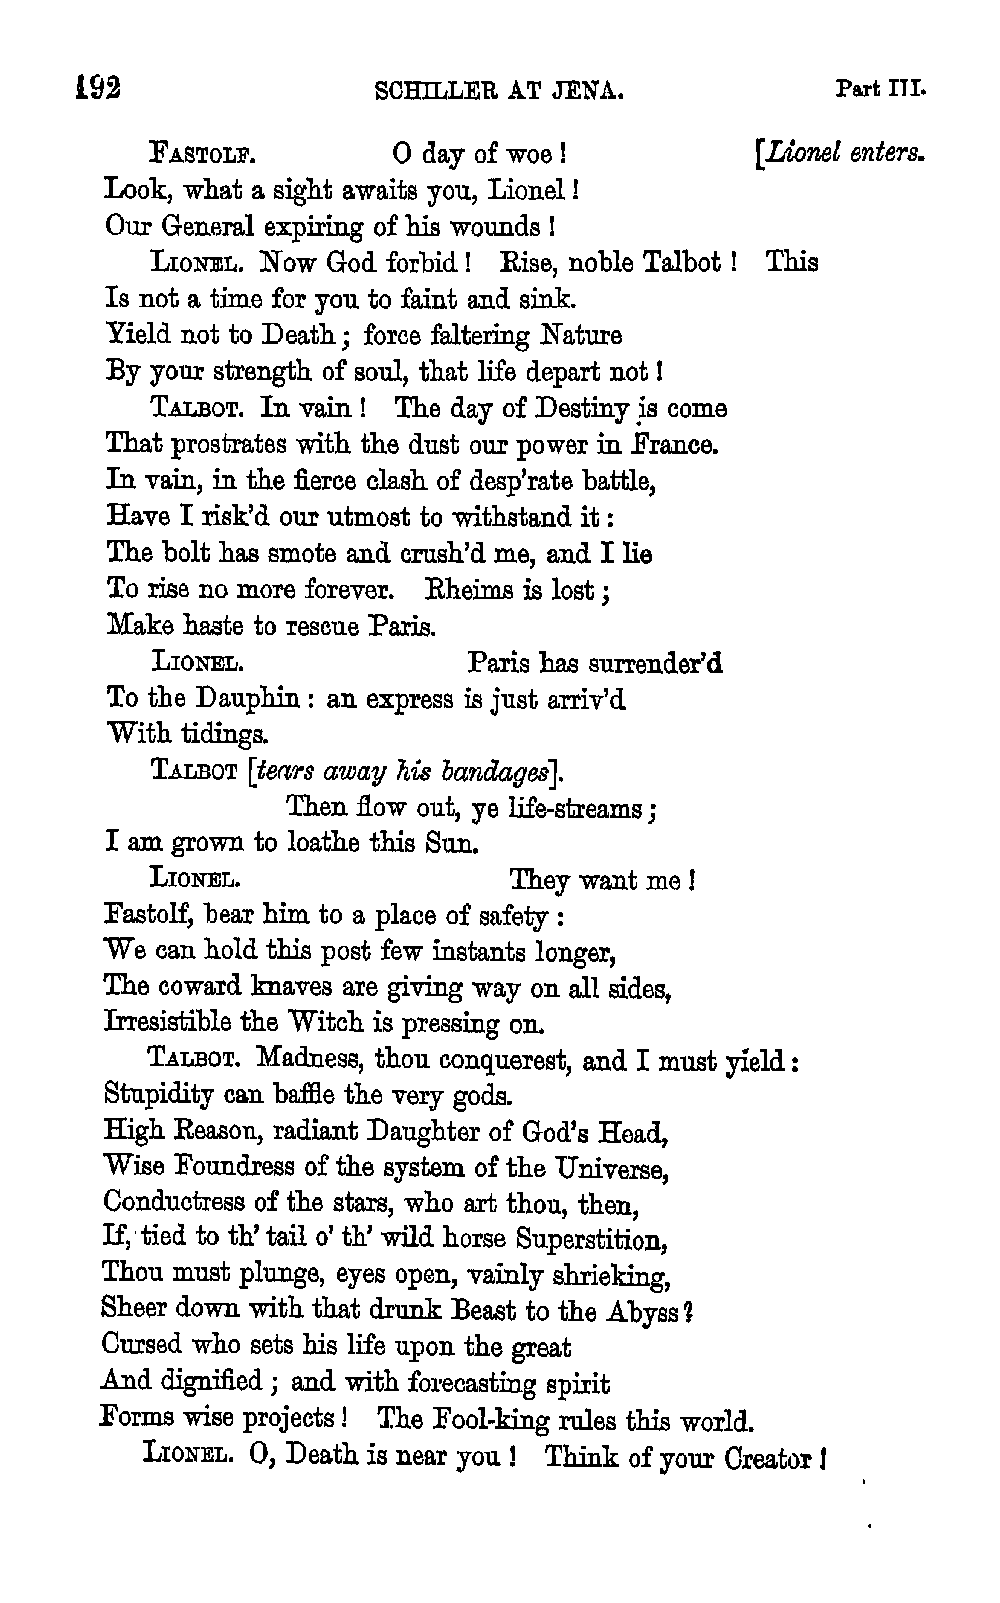 192 SCHILLER AT JENA. Part III.
FASTOLF. O day of woe! [Lionel enters.
Look, what a sight awaits you, Lionel!
Our General expiring of his wounds!
LIONEL. Now God forbid! Rise, noble Talbot! This
Is not a time for you to faint and sink.
Yield not to Death; force faltering Nature
By your strength of soul, that life depart not!
TALBOT. In vain! The day of Destiny is come
That prostrates with the dust our power in France.
In vain, in the fierce clash of desp'rate battle,
Have I risk'd our utmost to withstand it:
The bolt has smote and crush'd me, and I lie
To rise no more forever. Rheims is lost;
Make haste to rescue Paris.
LIONEL. Paris has surrender'd
To the Dauphin: an express is just arriv'd
With tidings.
TALBOT [tears away his bandages].
Then flow out, ye life-streams;
I am grown to loathe this Sun.
LIONEL. They want me!
Fastolf, bear him to a place of safety:
We can hold this post few instants longer,
The coward knaves are giving way on all sides,
Irresistible the Witch is pressing on.
TALBOT. Madness, thou conquerest, and I must yield:
Stupidity can baffle the very gods.
High Reason, radiant Daughter of God's Head,
Wise Foundress of the system of the Universe,
Conductress of the stars, who art thou, then,
If, tied to th' tail o' th' wild horse Superstition,
Thou must plunge, eyes open, vainly shrieking,
Sheer down with that drunk Beast to the Abyss?
Cursed who sets his life upon the great
And dignified; and with forecasting spirit
Forms wise projects! The Fool-king rules this world.
LIONEL. O, Death is near you! Think of your Creator!